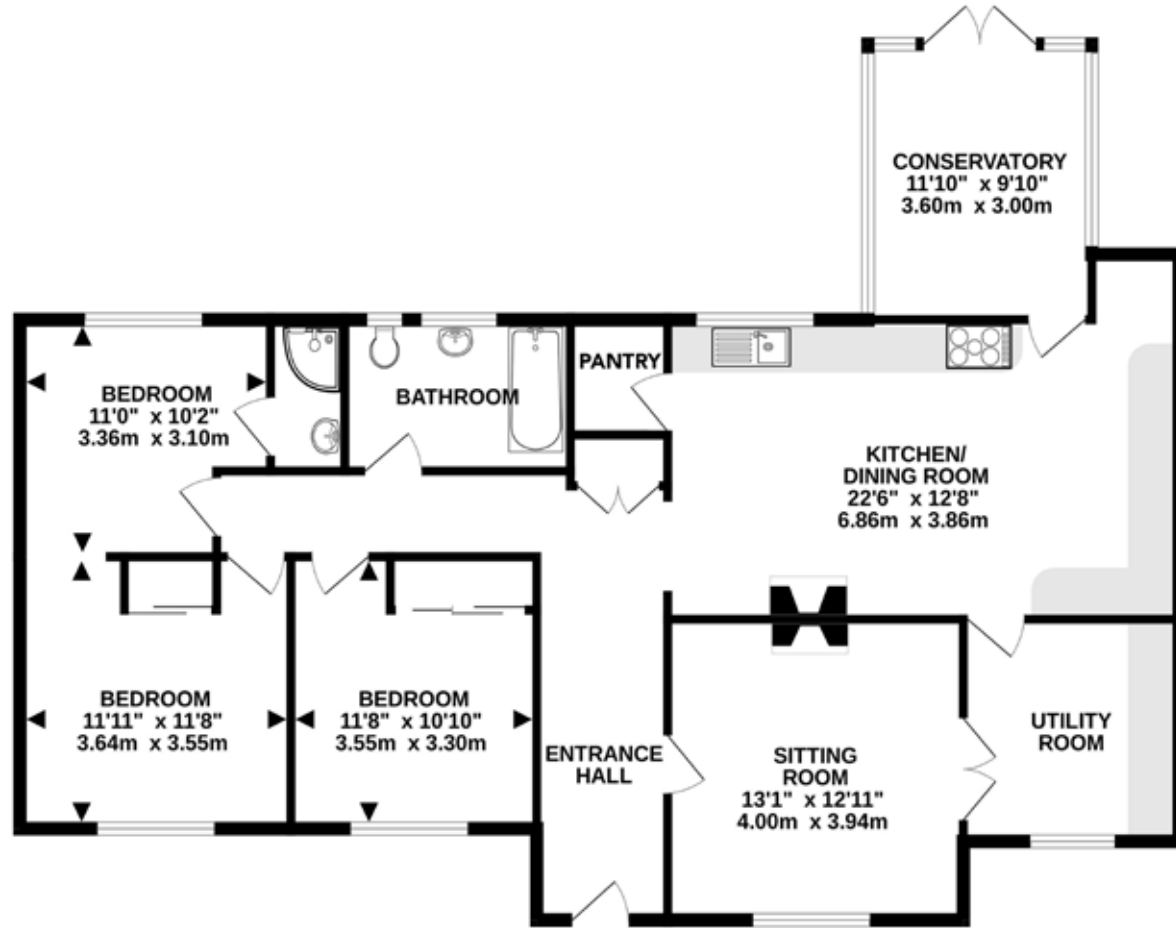 CONSERVATORY
11'10" x 9'10"
3.60m x 3.00m
BEDROOM
11'0" x 10'2"
3.36m x 3.10m
BATHROOM
PANTRY
KITCHEN/
DINING ROOM
22'6" x 12'8"
6.86m x 3.86m
BEDROOM
11'11" x 11'8"
3.64m x 3.55m
BEDROOM
11'8" x 10'10"
3.55m x 3.30m
ENTRANCE
HALL
SITTING
ROOM
13'1" x 12'11"
4.00m x 3.94m
UTILITY
ROOM